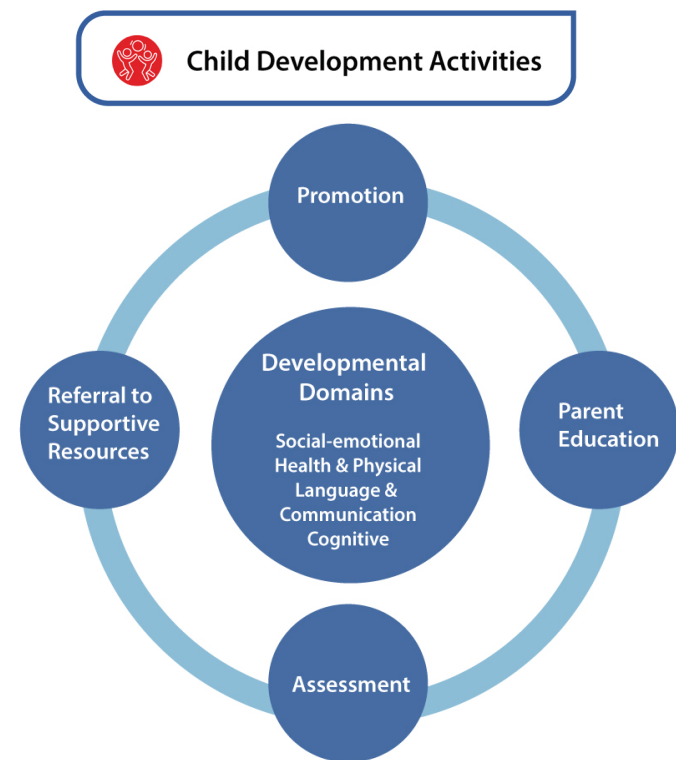 Child Development Activities
Promotion
Developmental
Domains
Social-emotional
Health & Physical
Language &
Communication
Cognitive
Referral to
Supportive
Resources
Parent
Education
Assessment